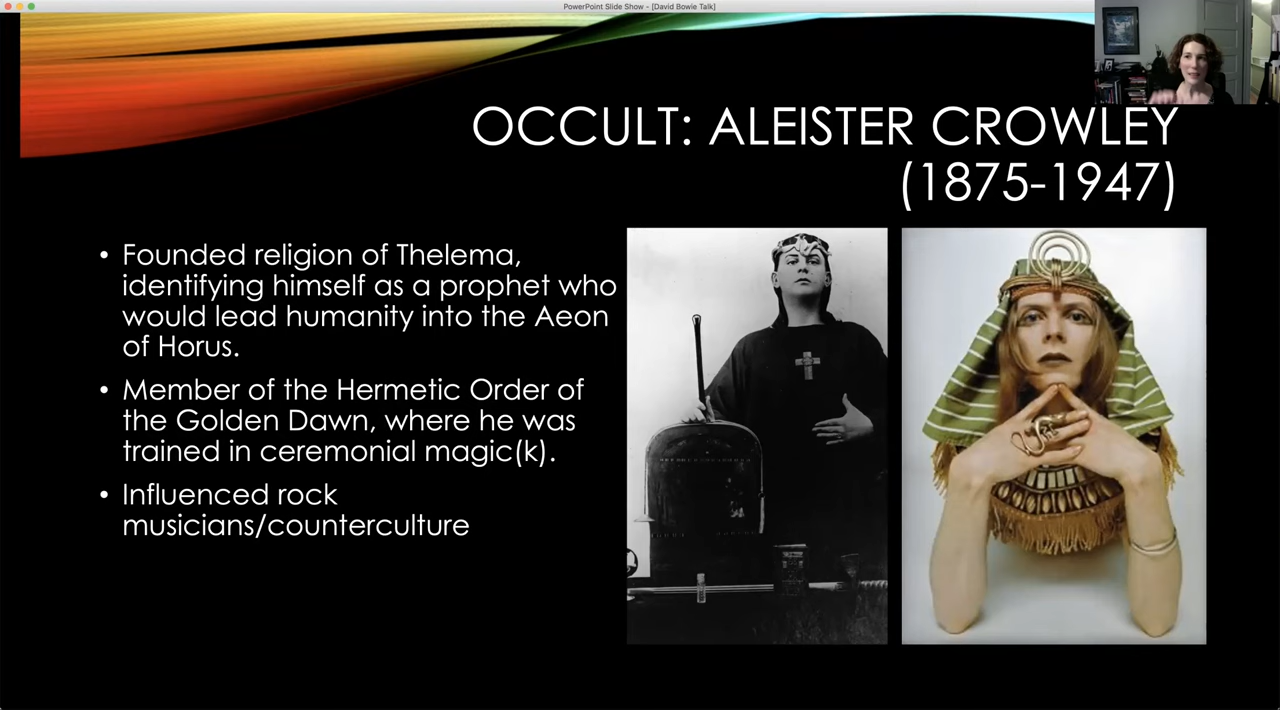 PowerPoint Slide Show - [David Bowie Talk]
OCCULT: ALEISTER CROWLEY
(1875-1947)
• Founded religion of Thelema,
identifying himself as a prophet who
would lead humanity into the Aeon
of Horus.
• Member of the Hermetic Order of
the Golden Dawn, where he was
trained in ceremonial magic(k).
• Influenced rock
musicians/counterculture